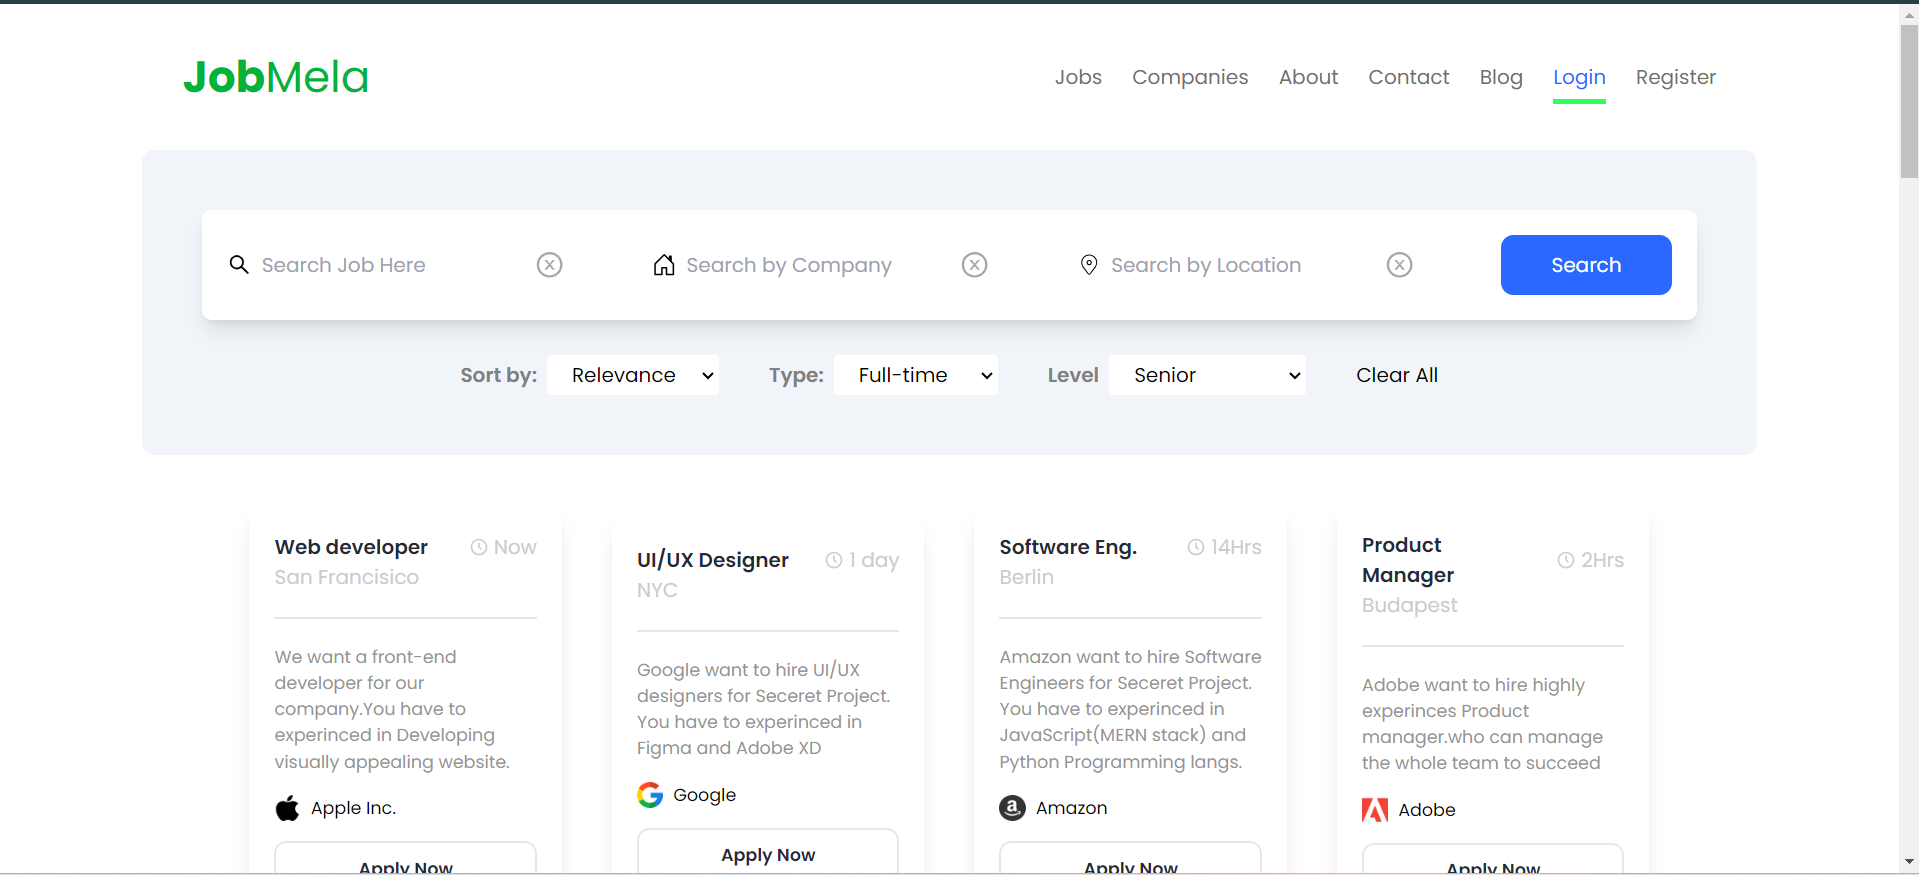 JobMela
Jobs Companies About Contact Blog Login Register
Search Job Here Search by Company Search by Location Search
Sort by: Relevance Type: Full-time Level Senior Clear All
Web developer Now
San Francisico
We want a front-end
developer for our
company.You have to
experinced in Developing
visually appealing website.
Apple Inc.
Apply Now
UI/UX Designer 1 day
NYC
Google want to hire UI/UX
designers for Seceret Project.
You have to experinced in
Figma and Adobe XD
Google
Apply Now
Software Eng. 14Hrs
Berlin
Amazon want to hire Software
Engineers for Seceret Project.
You have to experinced in
JavaScript(MERN stack) and
Python Programming langs.
Amazon
Apply Now
Product
Manager 2Hrs
Budapest
Adobe want to hire highly
experinces Product
manager.who can manage
the whole team to succeed
Adobe
Apply Now